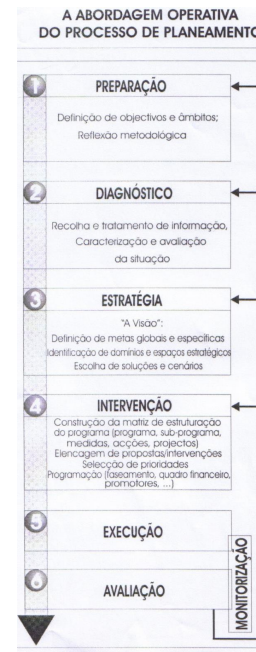 A ABORDAGEM OPERATIVA
DO PROCESSO DE PLANEAMENTO
1
PREPARAÇÃO
Definição de objectivos e âmbitos;
Reflexão metodológica
2
DIAGNÓSTICO
Recolha e tratamento de informação,
Caracterização e avaliação
da situação
3
ESTRATÉGIA
"A Visão":
Definição de metas globais e específicas
Identificação de domínios e espaços estratégicos
Escolha de soluções e cenários
4
INTERVENÇÃO
Construção da matriz de estruturação
do programa (programa, sub-programa,
medidas, acções, projectos)
Elencagem de propostas/intervenções
Selecção de prioridades
Programação (faseamento, quadro financeiro,
promotores, ...)
5
EXECUÇÃO
6
AVALIAÇÃO
MONITORIZAÇÃO